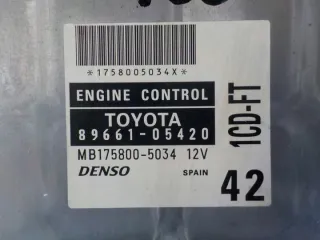 *1758005034X*
ENGINE CONTROL
TOYOTA
89661-05420
MB175800-5034 12V
DENSO SPAIN
1CD-FT
42